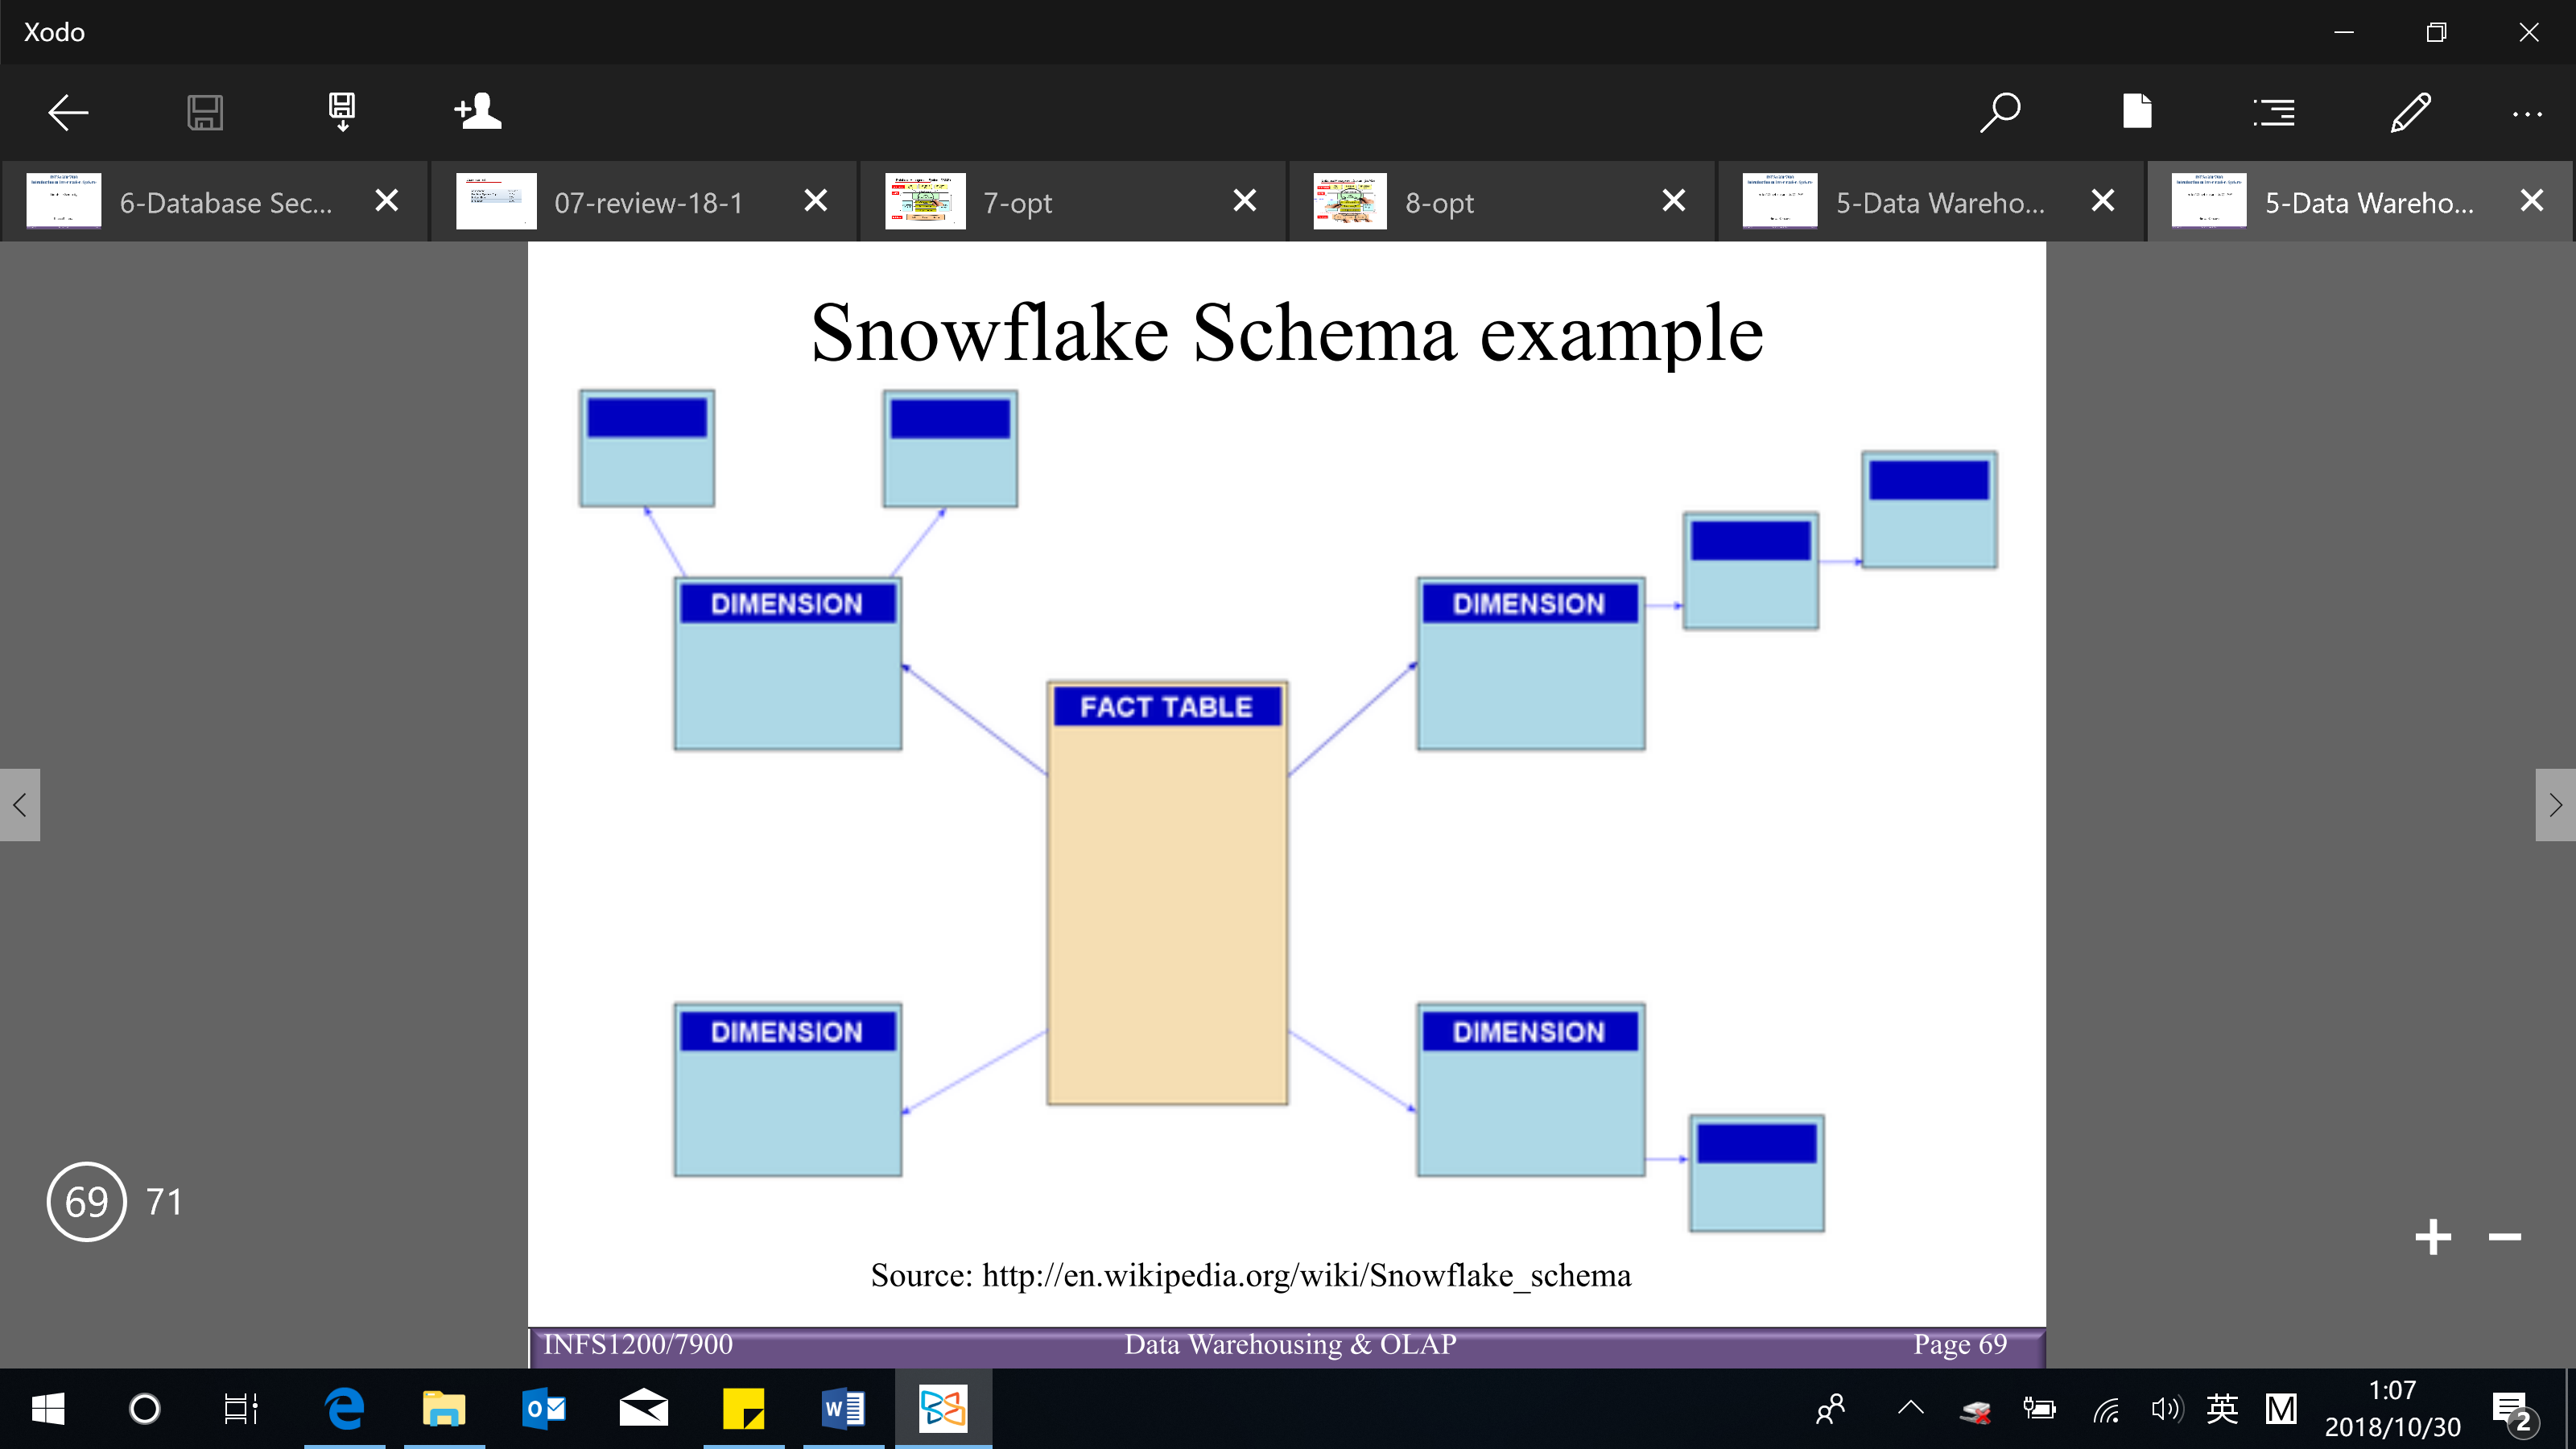 Xodo
6-Database Sec...
07-review-18-1
7-opt
8-opt
5-Data Wareho...
5-Data Wareho...
Snowflake Schema example
DIMENSION
DIMENSION
FACT TABLE
DIMENSION
DIMENSION
69 71
Source: http://en.wikipedia.org/wiki/Snowflake_schema
INFS1200/7900 Data Warehousing & OLAP Page 69
英 M
1:07
2018/10/30
2